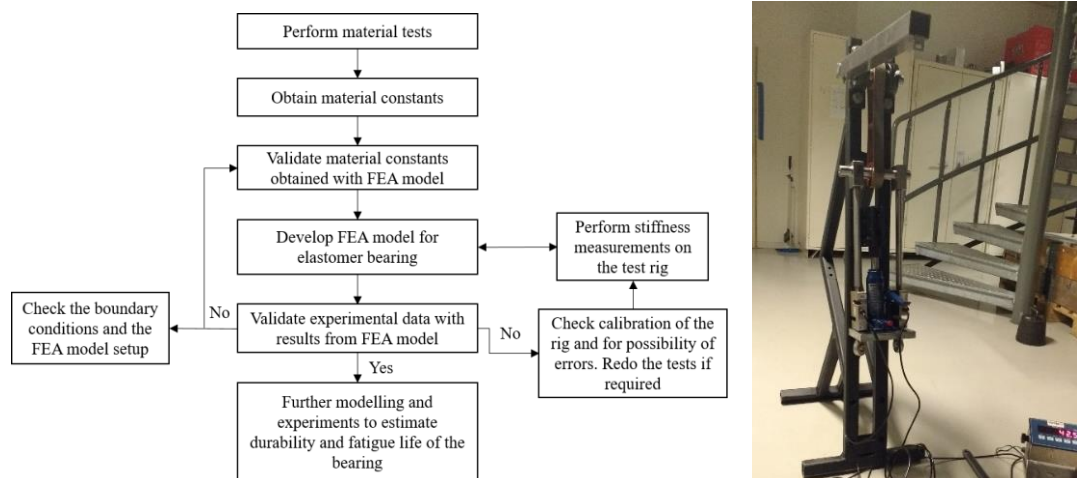 Perform material tests
Obtain material constants
Validate material constants
obtained with FEA model
Develop FEA model for
elastomer bearing
Perform stiffness
measurements on
the test rig
Check the boundary
conditions and the
FEA model setup
No
Validate experimental data with
results from FEA model
No
Check calibration of the
rig and for possibility of
errors. Redo the tests if
required
Yes
Further modelling and
experiments to estimate
durability and fatigue life of the
bearing